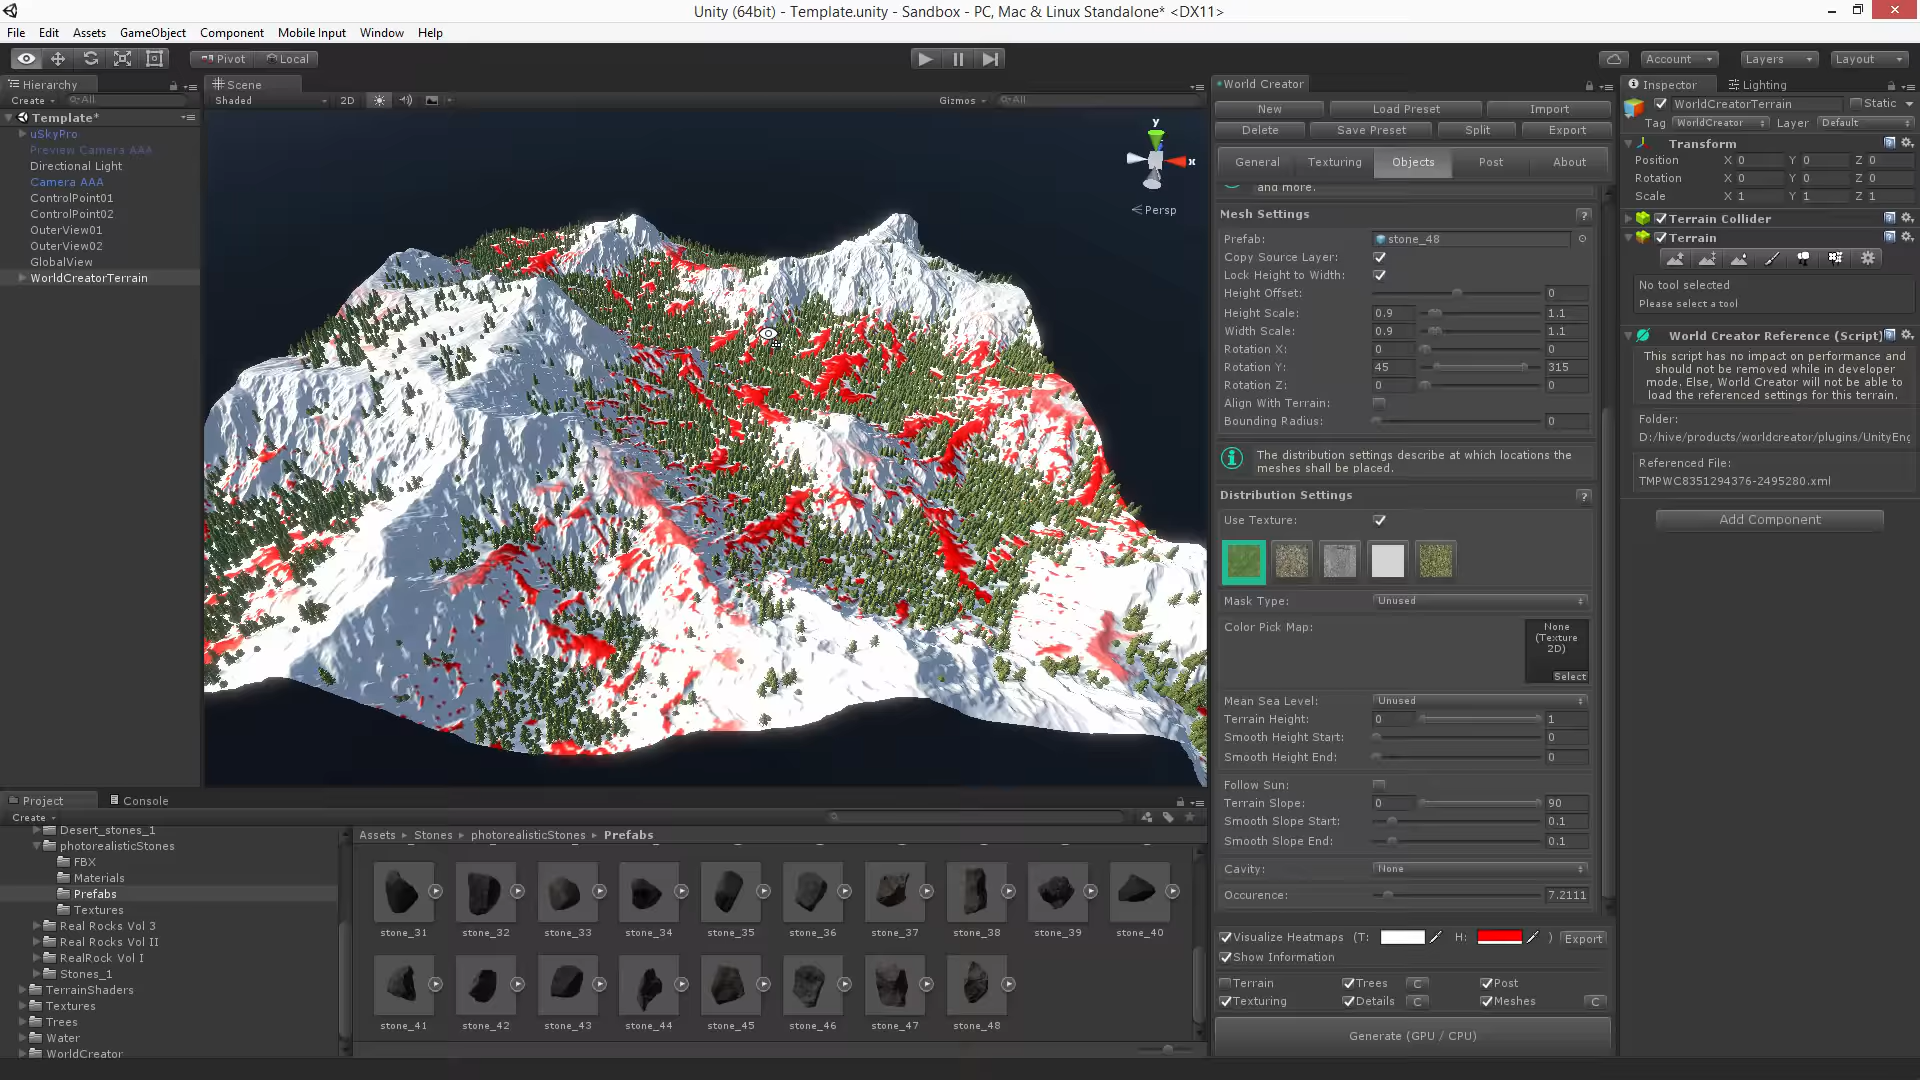 Unity (64bit) - Template.unity - Sandbox - PC, Mac & Linux Standalone* <DX11>
File Edit Assets GameObject Component Mobile Input Window Help
Pivot Local Account Layers Layout
Hierarchy
Create All
Template*
uSkyPro
Preview Camera AAA
Directional Light
Camera AAA
ControlPoint01
ControlPoint02
OuterView01
OuterView02
GlobalView
WorldCreatorTerrain
Scene
Shaded 2D Gizmos All
y
x
Persp
World Creator
New Load Preset Import
Delete Save Preset Split Export
General Texturing Objects Post About
and more.
Mesh Settings ?
Prefab: stone_48
Copy Source Layer:
Lock Height to Width:
Height Offset: 0
Height Scale: 0.9 1.1
Width Scale: 0.9 1.1
Rotation X: 0 0
Rotation Y: 45 315
Rotation Z: 0 0
Align With Terrain:
Bounding Radius: 0
The distribution settings describe at which locations the
meshes shall be placed.
Distribution Settings ?
Use Texture:
Mask Type: Unused
Color Pick Map: None
(Texture
2D)
Select
Mean Sea Level: Unused
Terrain Height: 0 1
Smooth Height Start: 0
Smooth Height End: 0
Follow Sun:
Terrain Slope: 0 90
Smooth Slope Start: 0.1
Smooth Slope End: 0.1
Cavity: None
Occurence: 7.2111
Visualize Heatmaps (T: H: ) Export
Show Information
Terrain Trees C Post
Texturing Details C Meshes C
Generate (GPU / CPU)
Inspector Lighting
WorldCreatorTerrain Static
Tag WorldCreator Layer Default
Transform
Position X 0 Y 0 Z 0
Rotation X 0 Y 0 Z 0
Scale X 1 Y 1 Z 1
Terrain Collider
Terrain
No tool selected
Please select a tool
World Creator Reference (Script)
This script has no impact on performance and
should not be removed while in developer
mode. Else, World Creator will not be able to
load the referenced settings for this terrain.
Folder:
D:/hive/products/worldcreator/plugins/UnityEng
Referenced File:
TMPWC8351294376-2495280.xml
Add Component
Project Console
Create
Desert_stones_1
photorealisticStones
FBX
Materials
Prefabs
Textures
Real Rocks Vol 3
Real Rocks Vol II
RealRock Vol I
Stones_1
TerrainShaders
Textures
Trees
Water
WorldCreator
Assets Stones photorealisticStones Prefabs
stone_31 stone_32 stone_33 stone_34 stone_35 stone_36 stone_37 stone_38 stone_39 stone_40
stone_41 stone_42 stone_43 stone_44 stone_45 stone_46 stone_47 stone_48